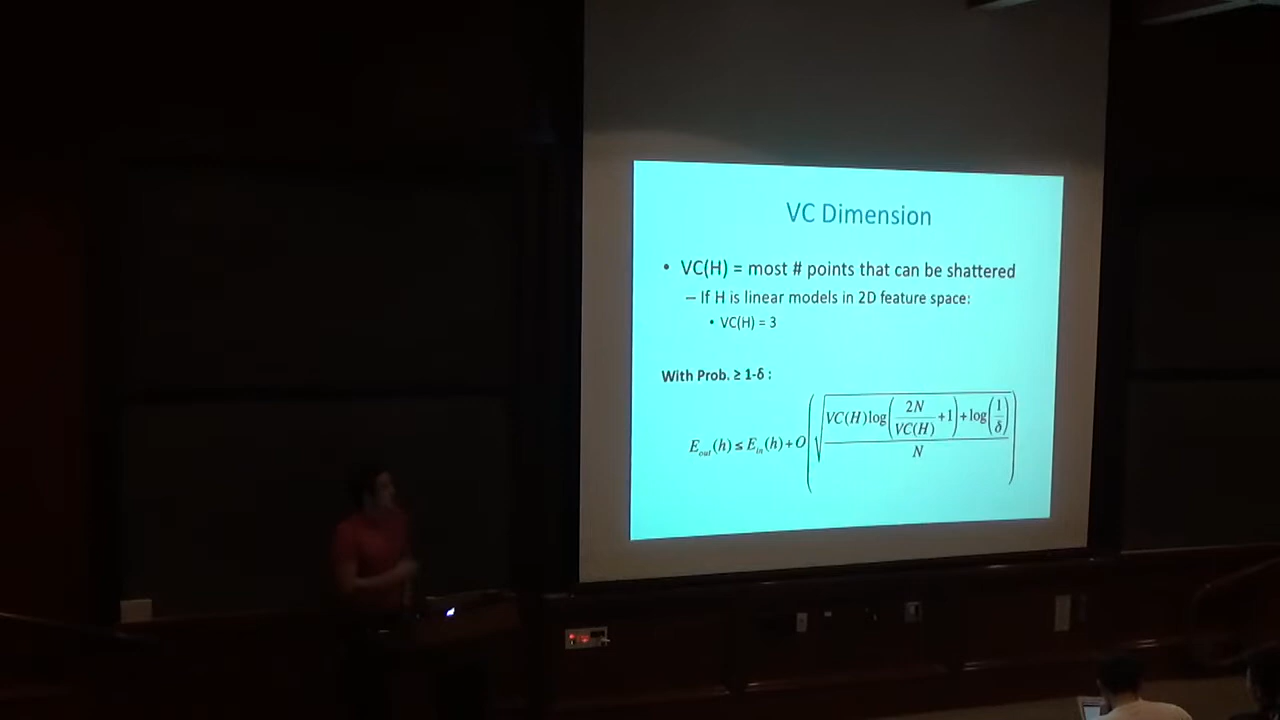 VC Dimension
• VC(H) = most # points that can be shattered
– If H is linear models in 2D feature space:
• VC(H) = 3
With Prob. ≥ 1-δ :
E_out(h) ≤ E_in(h) + O( √( (VC(H) log( 2N/VC(H) + 1 ) + log( 1/δ )) / N ) )